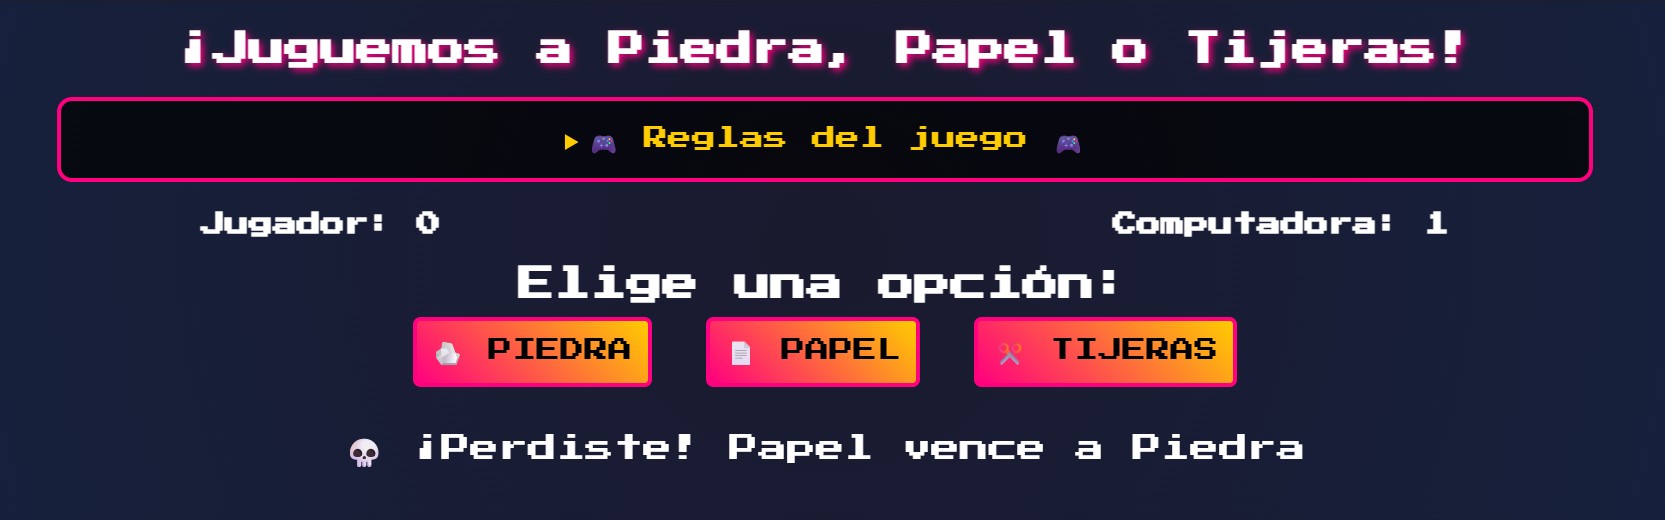 ¡Juguemos a Piedra, Papel o Tijeras!
▶🎮 Reglas del juego 🎮
Jugador: 0
Computadora: 1
Elige una opción:
🪨 PIEDRA
📄 PAPEL
✂️ TIJERAS
💀 ¡Perdiste! Papel vence a Piedra